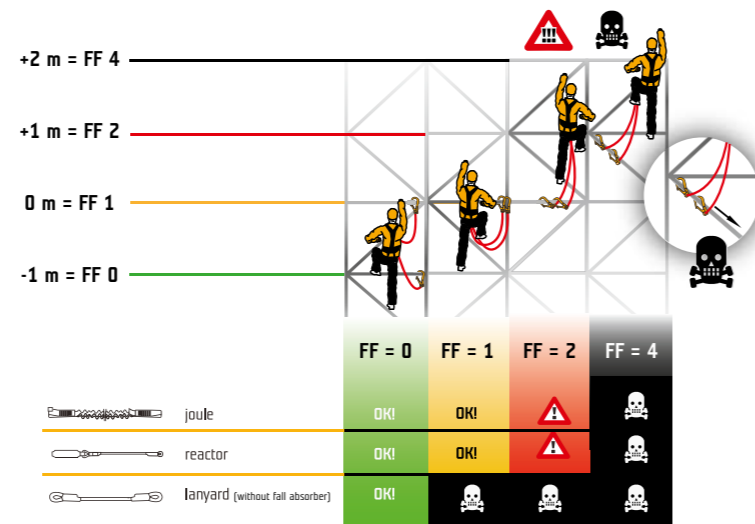 !!!
+2 m = FF 4
+1 m = FF 2
0 m = FF 1
-1 m = FF 0
FF = 0 FF = 1 FF = 2 FF = 4
joule OK! OK! !
reactor OK! OK! !
lanyard (without fall absorber) OK!